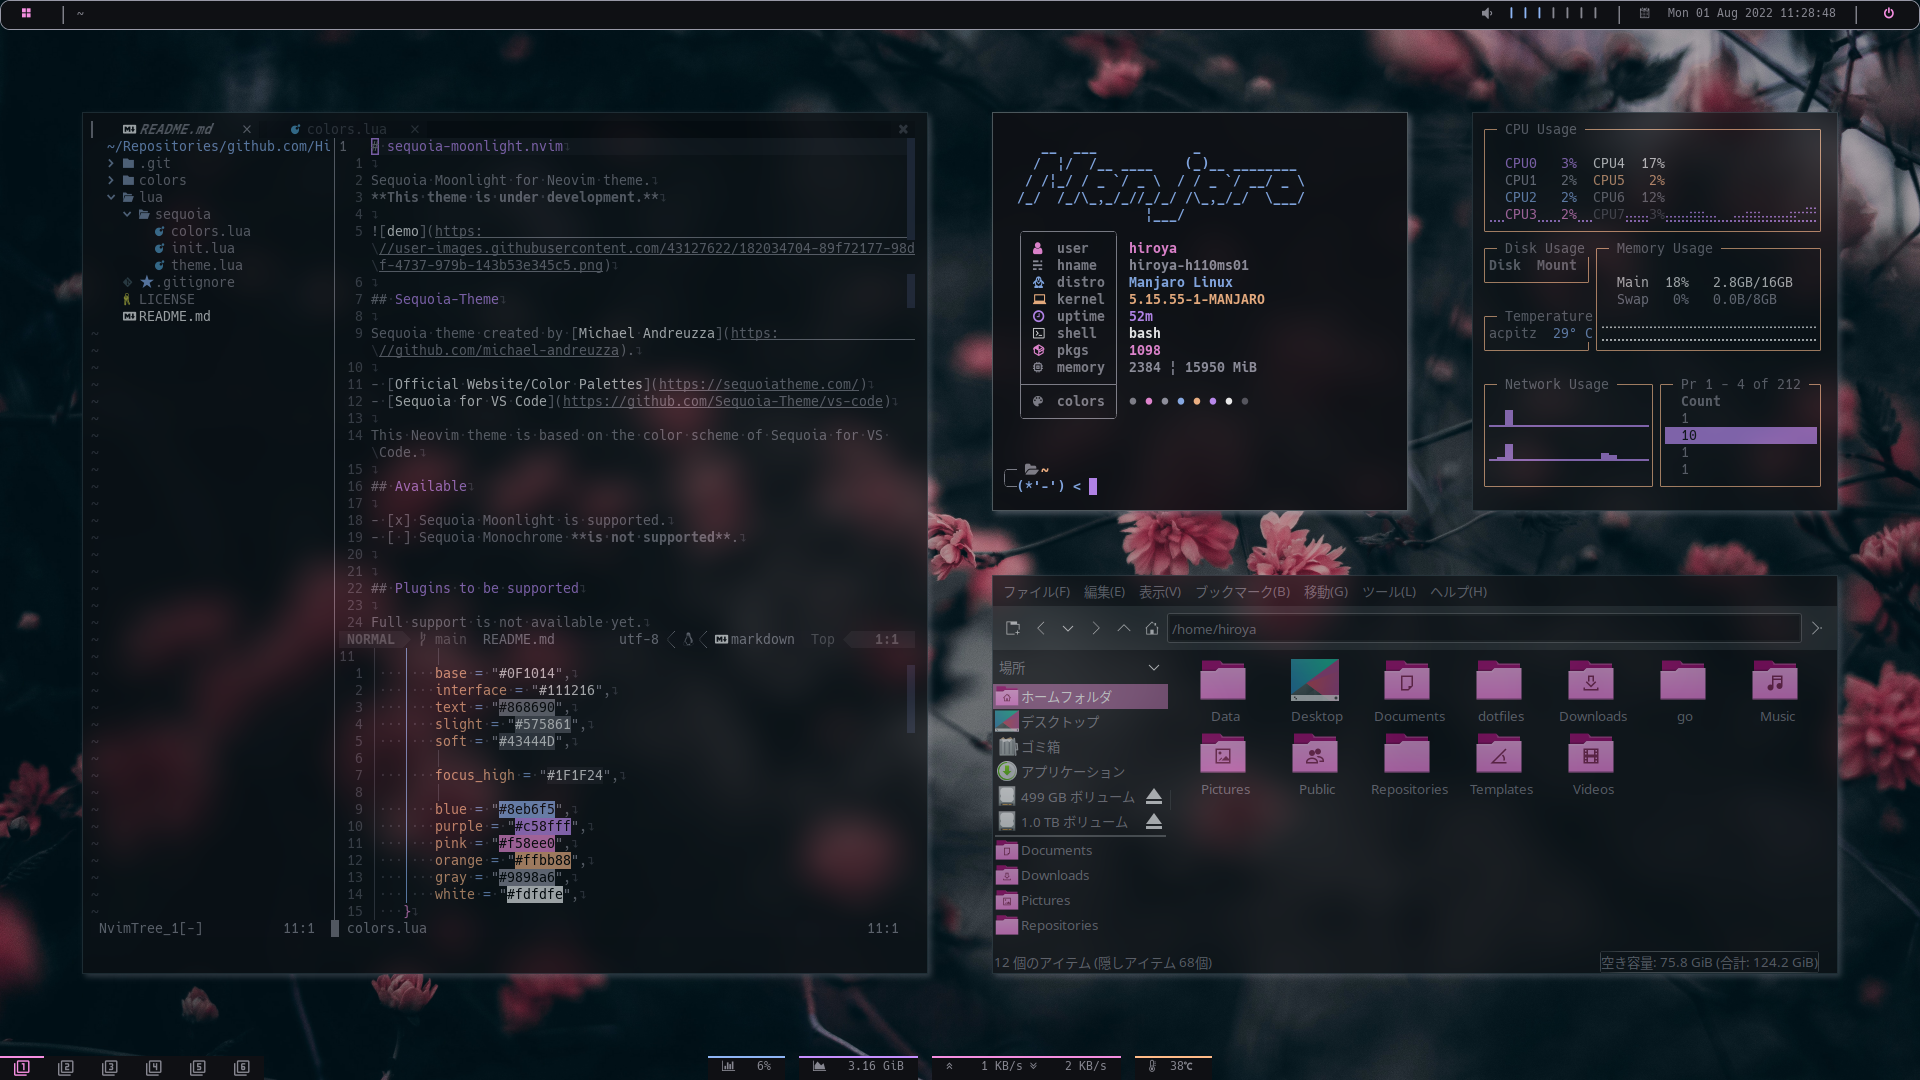 ~
Mon 01 Aug 2022 11:28:48
README.md ×
colors.lua ×
~/Repositories/github.com/Hi
.git
colors
lua
sequoia
colors.lua
init.lua
theme.lua
.gitignore
LICENSE
README.md
NvimTree_1[-] 11:1
1 # sequoia-moonlight.nvim
1
2 Sequoia Moonlight for Neovim theme.
3 **This theme is under development.**
4
5 ![demo](https:
\//user-images.githubusercontent.com/43127622/182034704-89f72177-98d
\f-4737-979b-143b53e345c5.png)
6
7 ## Sequoia-Theme
8
9 Sequoia theme created by [Michael Andreuzza](https:
\//github.com/michael-andreuzza).
10
11 - [Official Website/Color Palettes](https://sequoiatheme.com/)
12 - [Sequoia for VS Code](https://github.com/Sequoia-Theme/vs-code)
13
14 This Neovim theme is based on the color scheme of Sequoia for VS
\Code.
15
16 ## Available
17
18 - [x] Sequoia Moonlight is supported.
19 - [ ] Sequoia Monochrome **is not supported**.
20
21
22 ## Plugins to be supported
23
24 Full support is not available yet.
NORMAL main README.md utf-8 markdown Top 1:1
11
1 base = "#0F1014",
2 interface = "#111216",
3 text = "#868690",
4 slight = "#575861",
5 soft = "#43444D",
6
7 focus_high = "#1F1F24",
8
9 blue = "#8eb6f5",
10 purple = "#c58fff",
11 pink = "#f58ee0",
12 orange = "#ffbb88",
13 gray = "#9898a6",
14 white = "#fdfdfe",
15 }
colors.lua 11:1
Manjaro
user hiroya
hname hiroya-h110ms01
distro Manjaro Linux
kernel 5.15.55-1-MANJARO
uptime 52m
shell bash
pkgs 1098
memory 2384 ¦ 15950 MiB
colors
~
(*'-') <
CPU Usage
CPU0 3% CPU4 17%
CPU1 2% CPU5 2%
CPU2 2% CPU6 12%
CPU3 2% CPU7 3%
Disk Usage
Disk Mount
Memory Usage
Main 18% 2.8GB/16GB
Swap 0% 0.0B/8GB
Temperature
acpitz 29° C
Network Usage
Pr 1 - 4 of 212
Count
1
10
1
1
ファイル(F) 編集(E) 表示(V) ブックマーク(B) 移動(G) ツール(L) ヘルプ(H)
/home/hiroya
場所
ホームフォルダ
デスクトップ
ゴミ箱
アプリケーション
499 GB ボリューム
1.0 TB ボリューム
Documents
Downloads
Pictures
Repositories
Data Desktop Documents dotfiles Downloads go Music
Pictures Public Repositories Templates Videos
12 個のアイテム (隠しアイテム 68個)
空き容量: 75.8 GiB (合計: 124.2 GiB)
1 2 3 4 5 6
6% 3.16 GiB 1 KB/s 2 KB/s 38℃